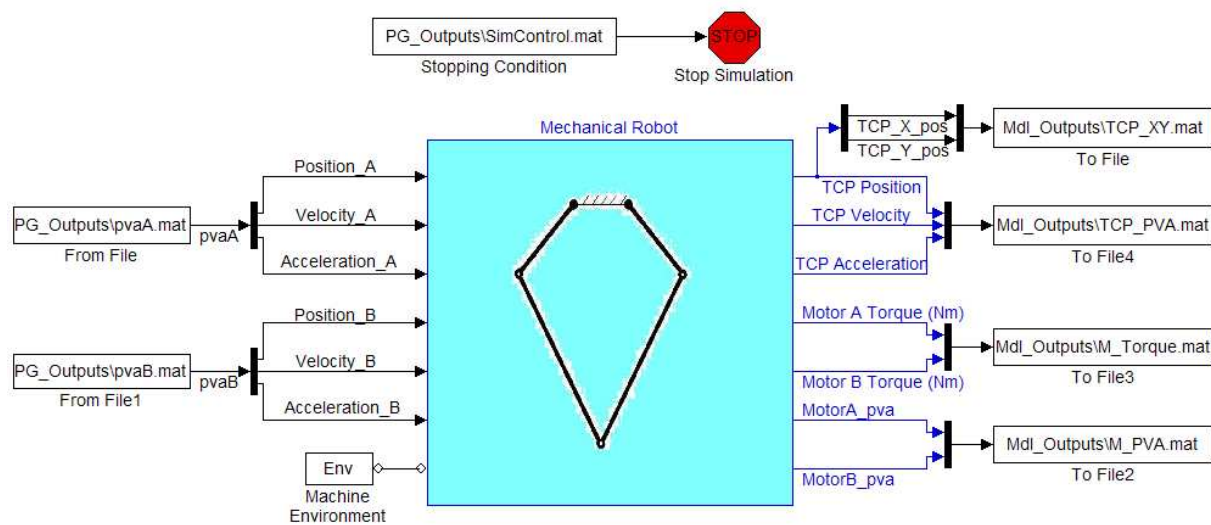 PG_Outputs\SimControl.mat
Stopping Condition
STOP
Stop Simulation
Mechanical Robot
PG_Outputs\pvaA.mat
From File
pvaA
Position_A
Velocity_A
Acceleration_A
PG_Outputs\pvaB.mat
From File1
pvaB
Position_B
Velocity_B
Acceleration_B
Env
Machine
Environment
TCP_X_pos
TCP_Y_pos
Mdl_Outputs\TCP_XY.mat
To File
TCP Position
TCP Velocity
TCP Acceleration
Mdl_Outputs\TCP_PVA.mat
To File4
Motor A Torque (Nm)
Motor B Torque (Nm)
Mdl_Outputs\M_Torque.mat
To File3
MotorA_pva
MotorB_pva
Mdl_Outputs\M_PVA.mat
To File2